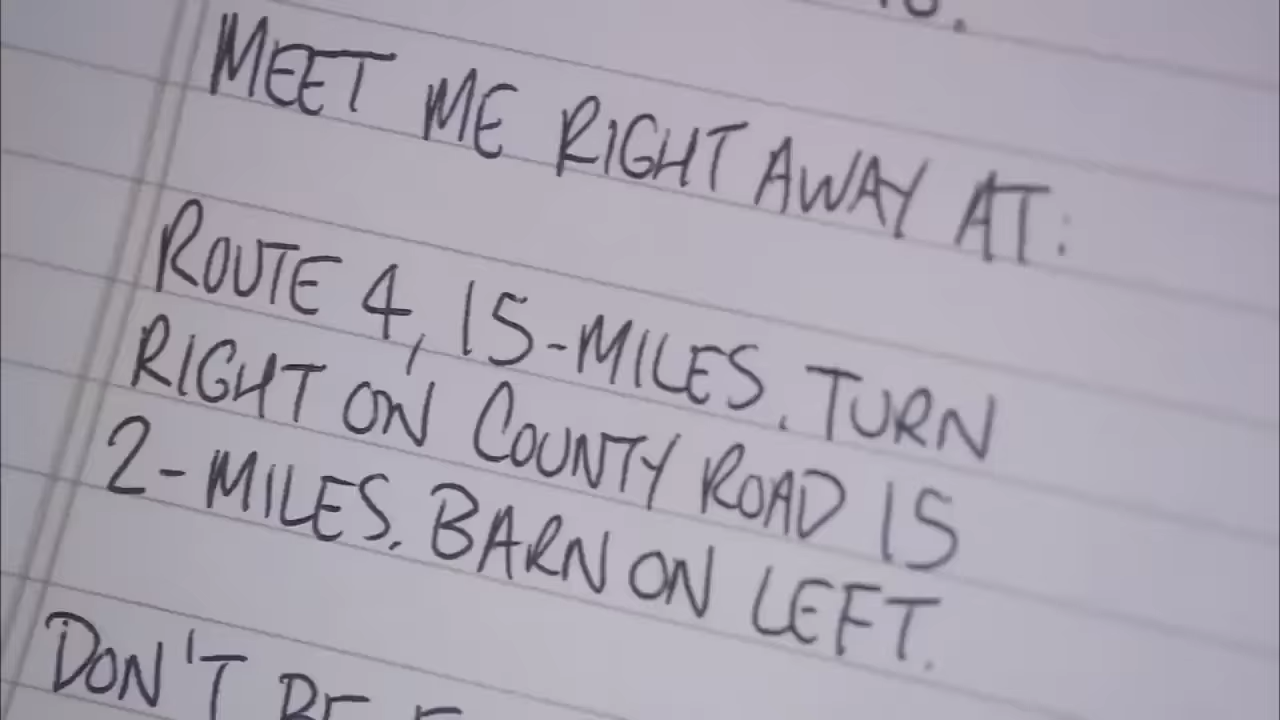 MEET ME RIGHT AWAY AT:
ROUTE 4, 15-MILES. TURN
RIGHT ON COUNTY ROAD 15
2-MILES. BARN ON LEFT.
DON'T BE